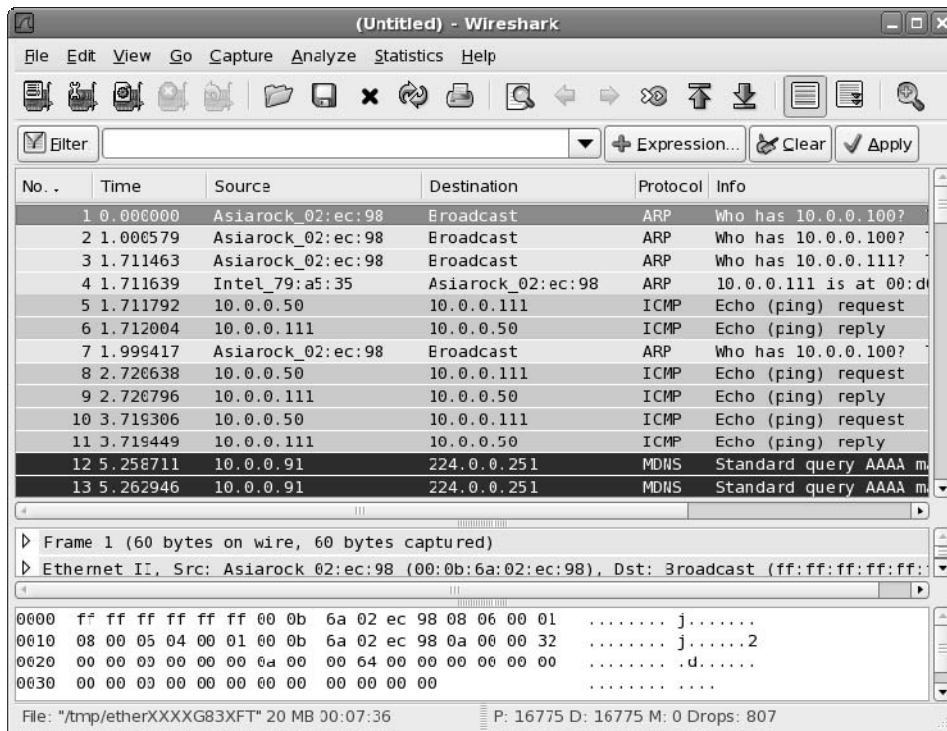 (Untitled) - Wireshark
File Edit View Go Capture Analyze Statistics Help
Filter Expression... Clear Apply
No. . Time Source Destination Protocol Info
1 0.000000 Asiarock_02:ec:98 Broadcast ARP Who has 10.0.0.100?
2 1.000579 Asiarock_02:ec:98 Broadcast ARP Who has 10.0.0.100?
3 1.711463 Asiarock_02:ec:98 Broadcast ARP Who has 10.0.0.111?
4 1.711639 Intel_79:a5:35 Asiarock_02:ec:98 ARP 10.0.0.111 is at 00:d
5 1.711792 10.0.0.50 10.0.0.111 ICMP Echo (ping) request
6 1.712004 10.0.0.111 10.0.0.50 ICMP Echo (ping) reply
7 1.999417 Asiarock_02:ec:98 Broadcast ARP Who has 10.0.0.100?
8 2.720638 10.0.0.50 10.0.0.111 ICMP Echo (ping) request
9 2.720796 10.0.0.111 10.0.0.50 ICMP Echo (ping) reply
10 3.719306 10.0.0.50 10.0.0.111 ICMP Echo (ping) request
11 3.719449 10.0.0.111 10.0.0.50 ICMP Echo (ping) reply
12 5.258711 10.0.0.91 224.0.0.251 MDNS Standard query AAAA m
13 5.262946 10.0.0.91 224.0.0.251 MDNS Standard query AAAA m
Frame 1 (60 bytes on wire, 60 bytes captured)
Ethernet II, Src: Asiarock_02:ec:98 (00:0b:6a:02:ec:98), Dst: Broadcast (ff:ff:ff:ff:ff:
0000 ff ff ff ff ff ff 00 0b 6a 02 ec 98 08 06 00 01 ........ j.......
0010 08 00 06 04 00 01 00 0b 6a 02 ec 98 0a 00 00 32 ........ j......2
0020 00 00 00 00 00 00 0a 00 00 64 00 00 00 00 00 00 ........ .d......
0030 00 00 00 00 00 00 00 00 00 00 00 00 ........ ....
File: "/tmp/etherXXXXG83XFT" 20 MB 00:07:36 P: 16775 D: 16775 M: 0 Drops: 807